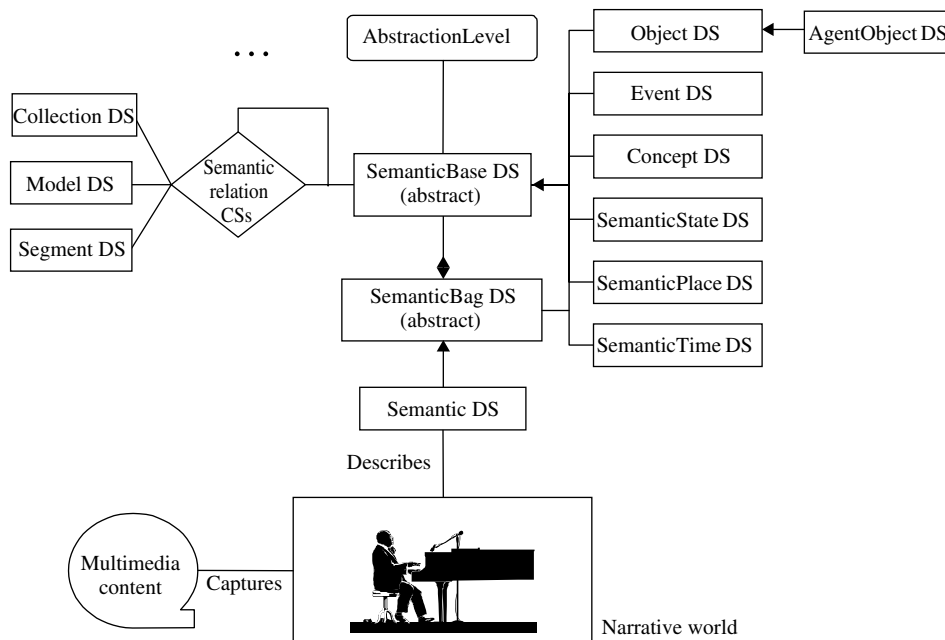 ...
AbstractionLevel
Object DS
AgentObject DS
Collection DS
Event DS
Model DS
Semantic
relation
CSs
SemanticBase DS
(abstract)
Concept DS
Segment DS
SemanticState DS
SemanticBag DS
(abstract)
SemanticPlace DS
SemanticTime DS
Semantic DS
Describes
Multimedia
content
Captures
Narrative world